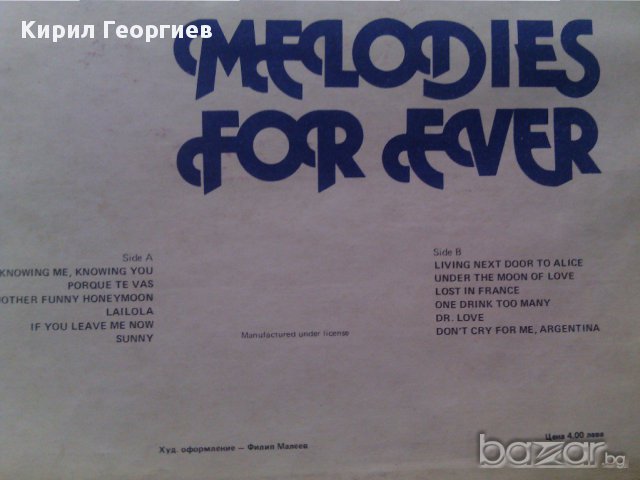 Кирил Георгиев
MELODIES
FOR EVER
Side A
KNOWING ME, KNOWING YOU
PORQUE TE VAS
OTHER FUNNY HONEYMOON
LAILOLA
IF YOU LEAVE ME NOW
SUNNY
Manufactured under license
Side B
LIVING NEXT DOOR TO ALICE
UNDER THE MOON OF LOVE
LOST IN FRANCE
ONE DRINK TOO MANY
DR. LOVE
DON'T CRY FOR ME, ARGENTINA
Худ. оформление — Филип Малеев
Цена 4.00 лева
bazar.bg